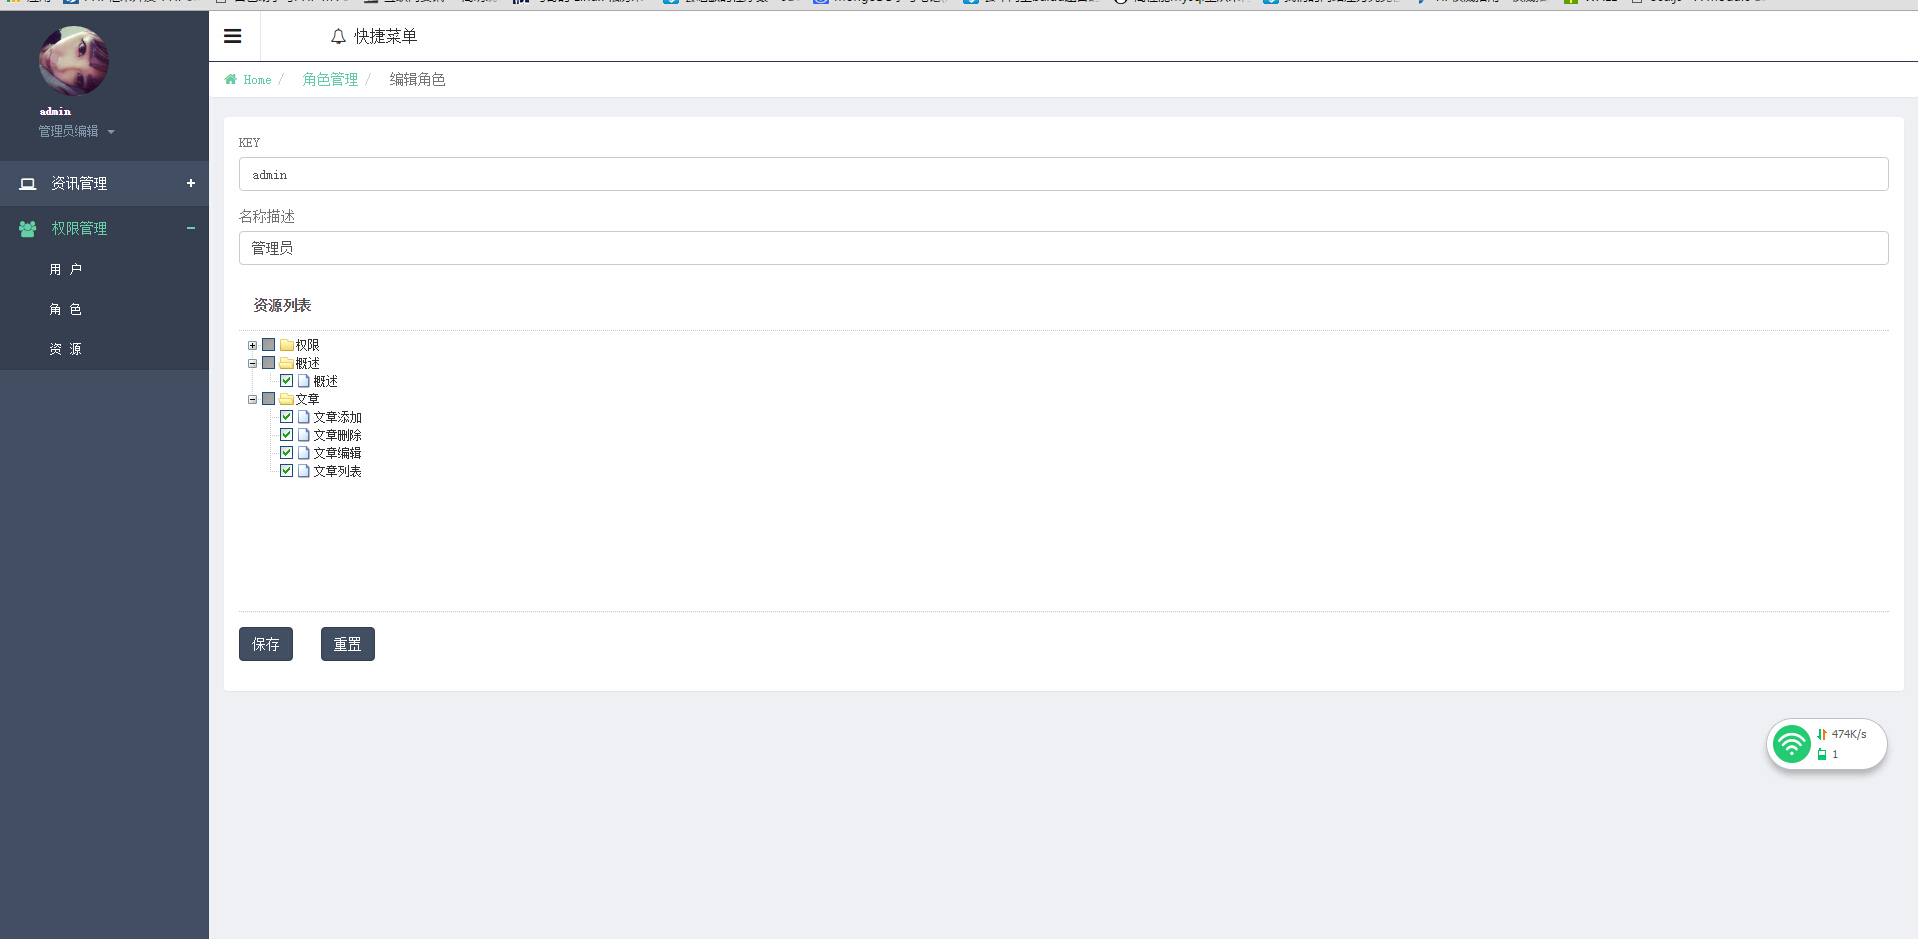 快捷菜单
admin
管理员编辑
资讯管理
权限管理
用 户
角 色
资 源
Home / 角色管理 / 编辑角色
KEY
admin
名称描述
管理员
资源列表
权限
概述
概述
文章
文章添加
文章删除
文章编辑
文章列表
保存 重置
474K/s
1